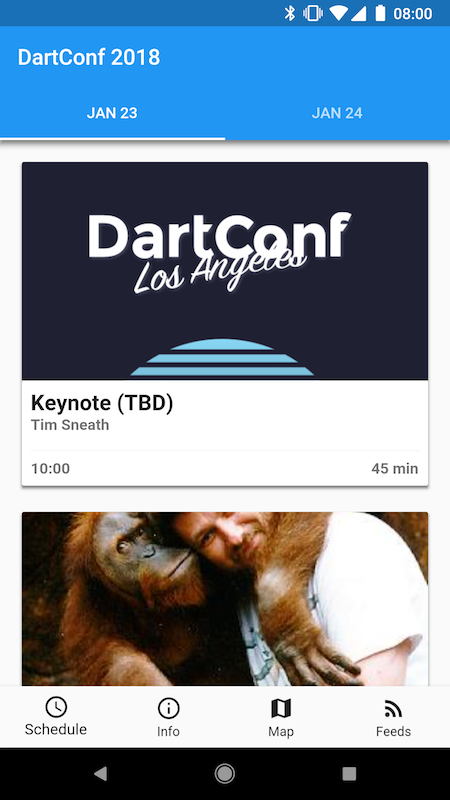 08:00
DartConf 2018
JAN 23
JAN 24
DartConf
Los Angeles
Keynote (TBD)
Tim Sneath
10:00
45 min
Schedule
Info
Map
Feeds